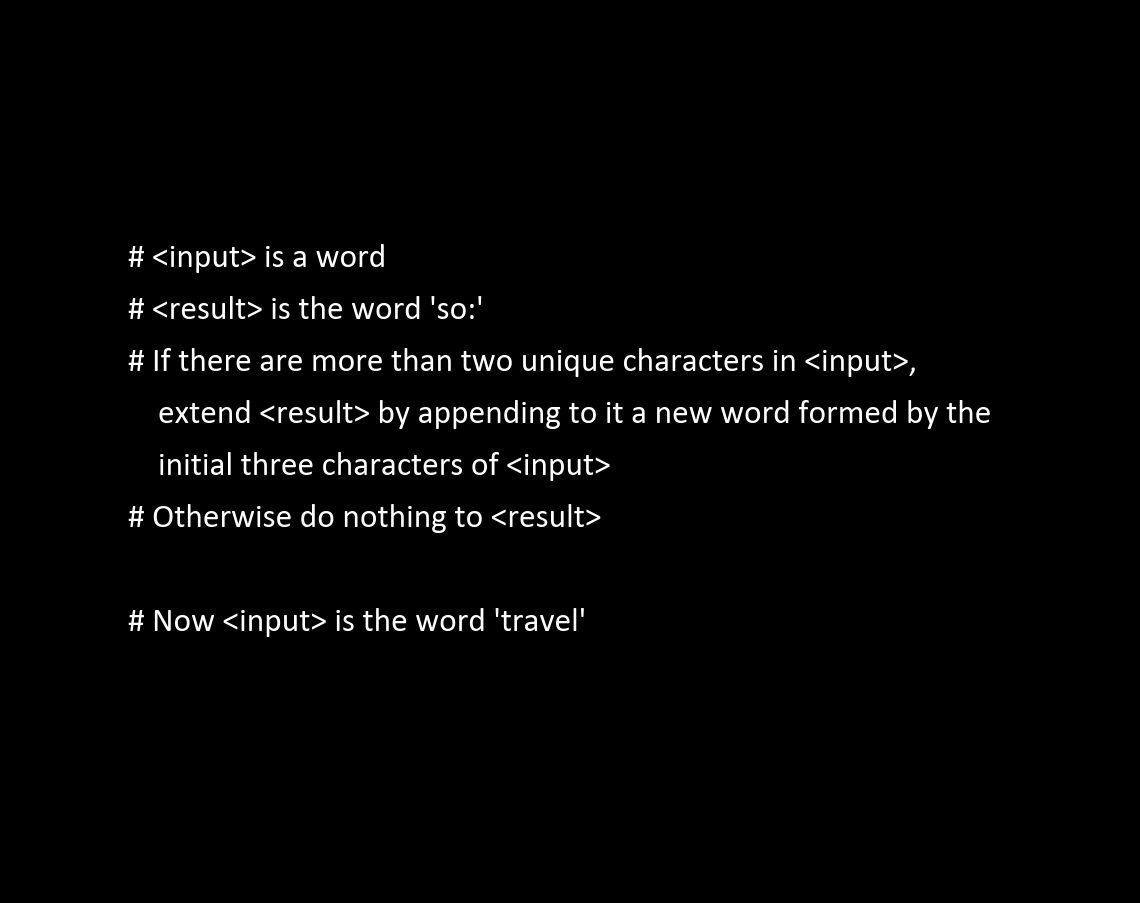 # <input> is a word
# <result> is the word 'so:'
# If there are more than two unique characters in <input>,
extend <result> by appending to it a new word formed by the
initial three characters of <input>
# Otherwise do nothing to <result>
# Now <input> is the word 'travel'